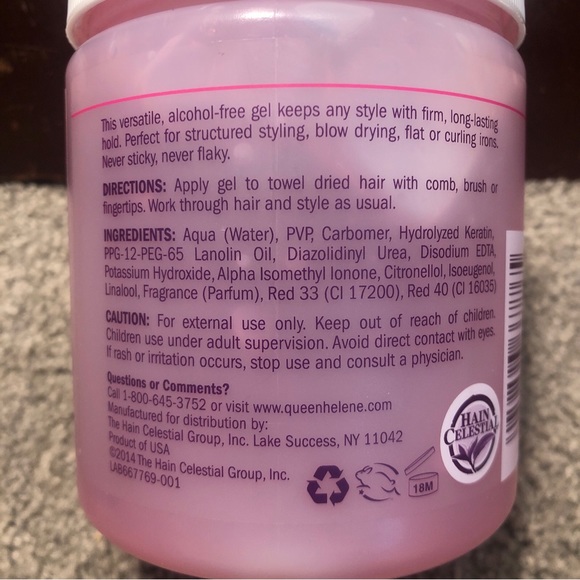 This versatile, alcohol-free gel keeps any style with firm, long-lasting
hold. Perfect for structured styling, blow drying, flat or curling irons.
Never sticky, never flaky.
DIRECTIONS: Apply gel to towel dried hair with comb, brush or
fingertips. Work through hair and style as usual.
INGREDIENTS: Aqua (Water), PVP, Carbomer, Hydrolyzed Keratin,
PPG-12-PEG-65 Lanolin Oil, Diazolidinyl Urea, Disodium EDTA,
Potassium Hydroxide, Alpha Isomethyl Ionone, Citronellol, Isoeugenol,
Linalool, Fragrance (Parfum), Red 33 (CI 17200), Red 40 (CI 16035)
CAUTION: For external use only. Keep out of reach of children.
Children use under adult supervision. Avoid direct contact with eyes.
If rash or irritation occurs, stop use and consult a physician.
Questions or Comments?
Call 1-800-645-3752 or visit www.queenhelene.com
Manufactured for distribution by:
The Hain Celestial Group, Inc. Lake Success, NY 11042
Product of USA
©2014 The Hain Celestial Group, Inc.
LAB667769-001
HAIN
CELESTIAL
18M